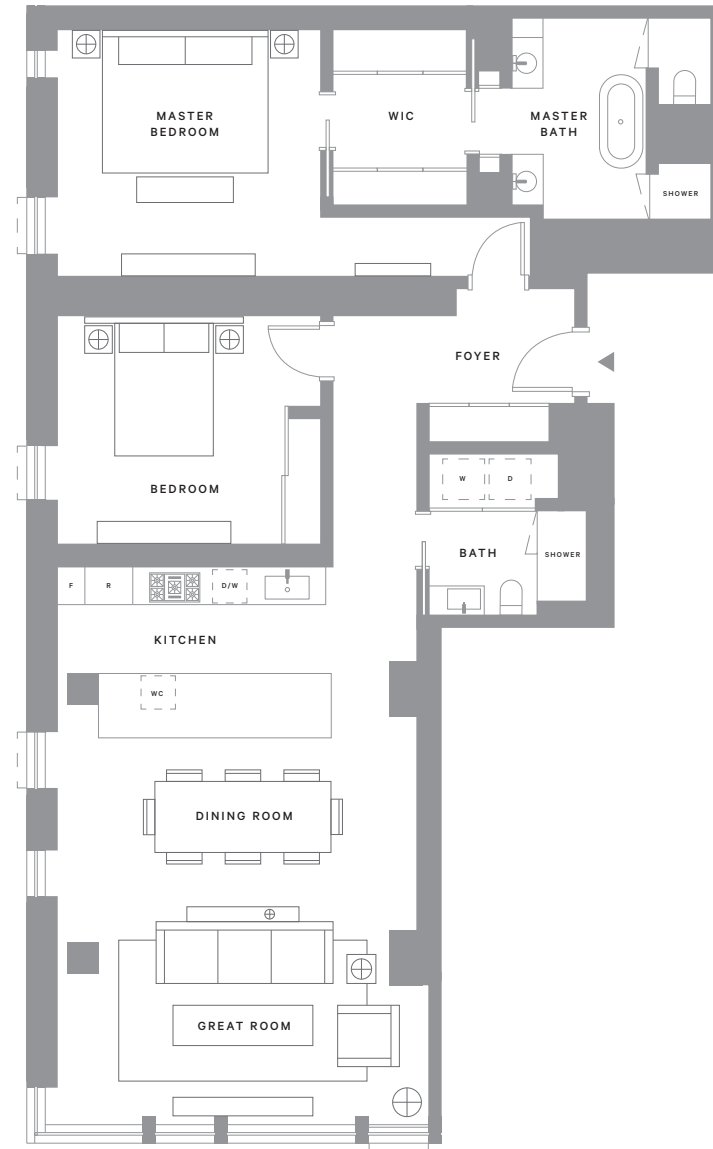 MASTER
BEDROOM
WIC
MASTER
BATH
SHOWER
FOYER
BEDROOM
W
D
BATH
SHOWER
F
R
D/W
KITCHEN
WC
DINING ROOM
GREAT ROOM